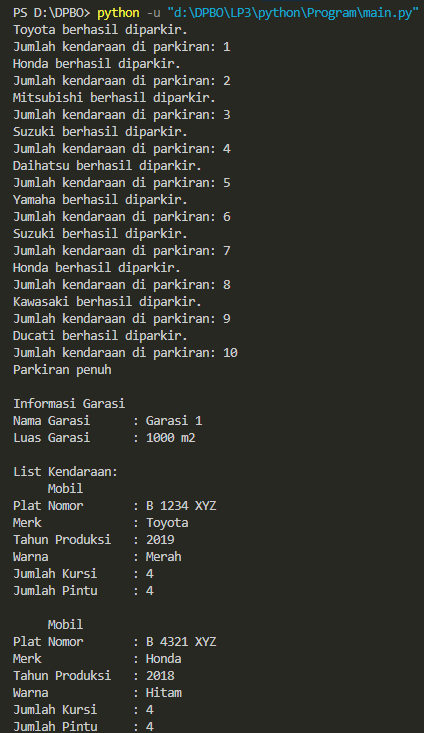 PS D:\DPBO> python -u "d:\DPBO\LP3\python\Program\main.py"
Toyota berhasil diparkir.
Jumlah kendaraan di parkiran: 1
Honda berhasil diparkir.
Jumlah kendaraan di parkiran: 2
Mitsubishi berhasil diparkir.
Jumlah kendaraan di parkiran: 3
Suzuki berhasil diparkir.
Jumlah kendaraan di parkiran: 4
Daihatsu berhasil diparkir.
Jumlah kendaraan di parkiran: 5
Yamaha berhasil diparkir.
Jumlah kendaraan di parkiran: 6
Suzuki berhasil diparkir.
Jumlah kendaraan di parkiran: 7
Honda berhasil diparkir.
Jumlah kendaraan di parkiran: 8
Kawasaki berhasil diparkir.
Jumlah kendaraan di parkiran: 9
Ducati berhasil diparkir.
Jumlah kendaraan di parkiran: 10
Parkiran penuh

Informasi Garasi
Nama Garasi      : Garasi 1
Luas Garasi      : 1000 m2

List Kendaraan:
     Mobil
Plat Nomor       : B 1234 XYZ
Merk             : Toyota
Tahun Produksi   : 2019
Warna            : Merah
Jumlah Kursi     : 4
Jumlah Pintu     : 4

     Mobil
Plat Nomor       : B 4321 XYZ
Merk             : Honda
Tahun Produksi   : 2018
Warna            : Hitam
Jumlah Kursi     : 4
Jumlah Pintu     : 4